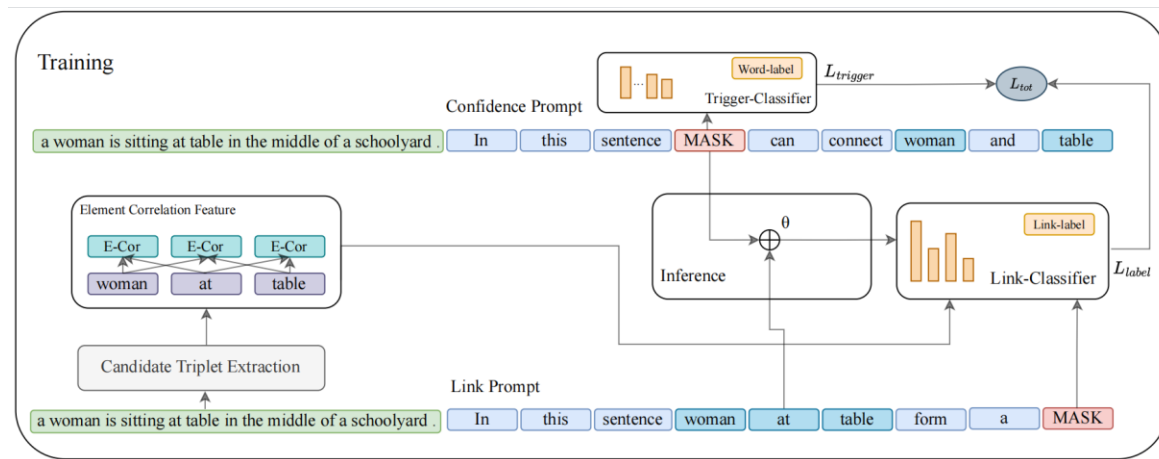 Training
Word-label
Trigger-Classifier
L_trigger
L_tot
Confidence Prompt
a woman is sitting at table in the middle of a schoolyard . In this sentence MASK can connect woman and table
Element Correlation Feature
E-Cor E-Cor E-Cor
woman at table
θ
Inference
Link-label
Link-Classifier
L_label
Candidate Triplet Extraction
Link Prompt
a woman is sitting at table in the middle of a schoolyard . In this sentence woman at table form a MASK